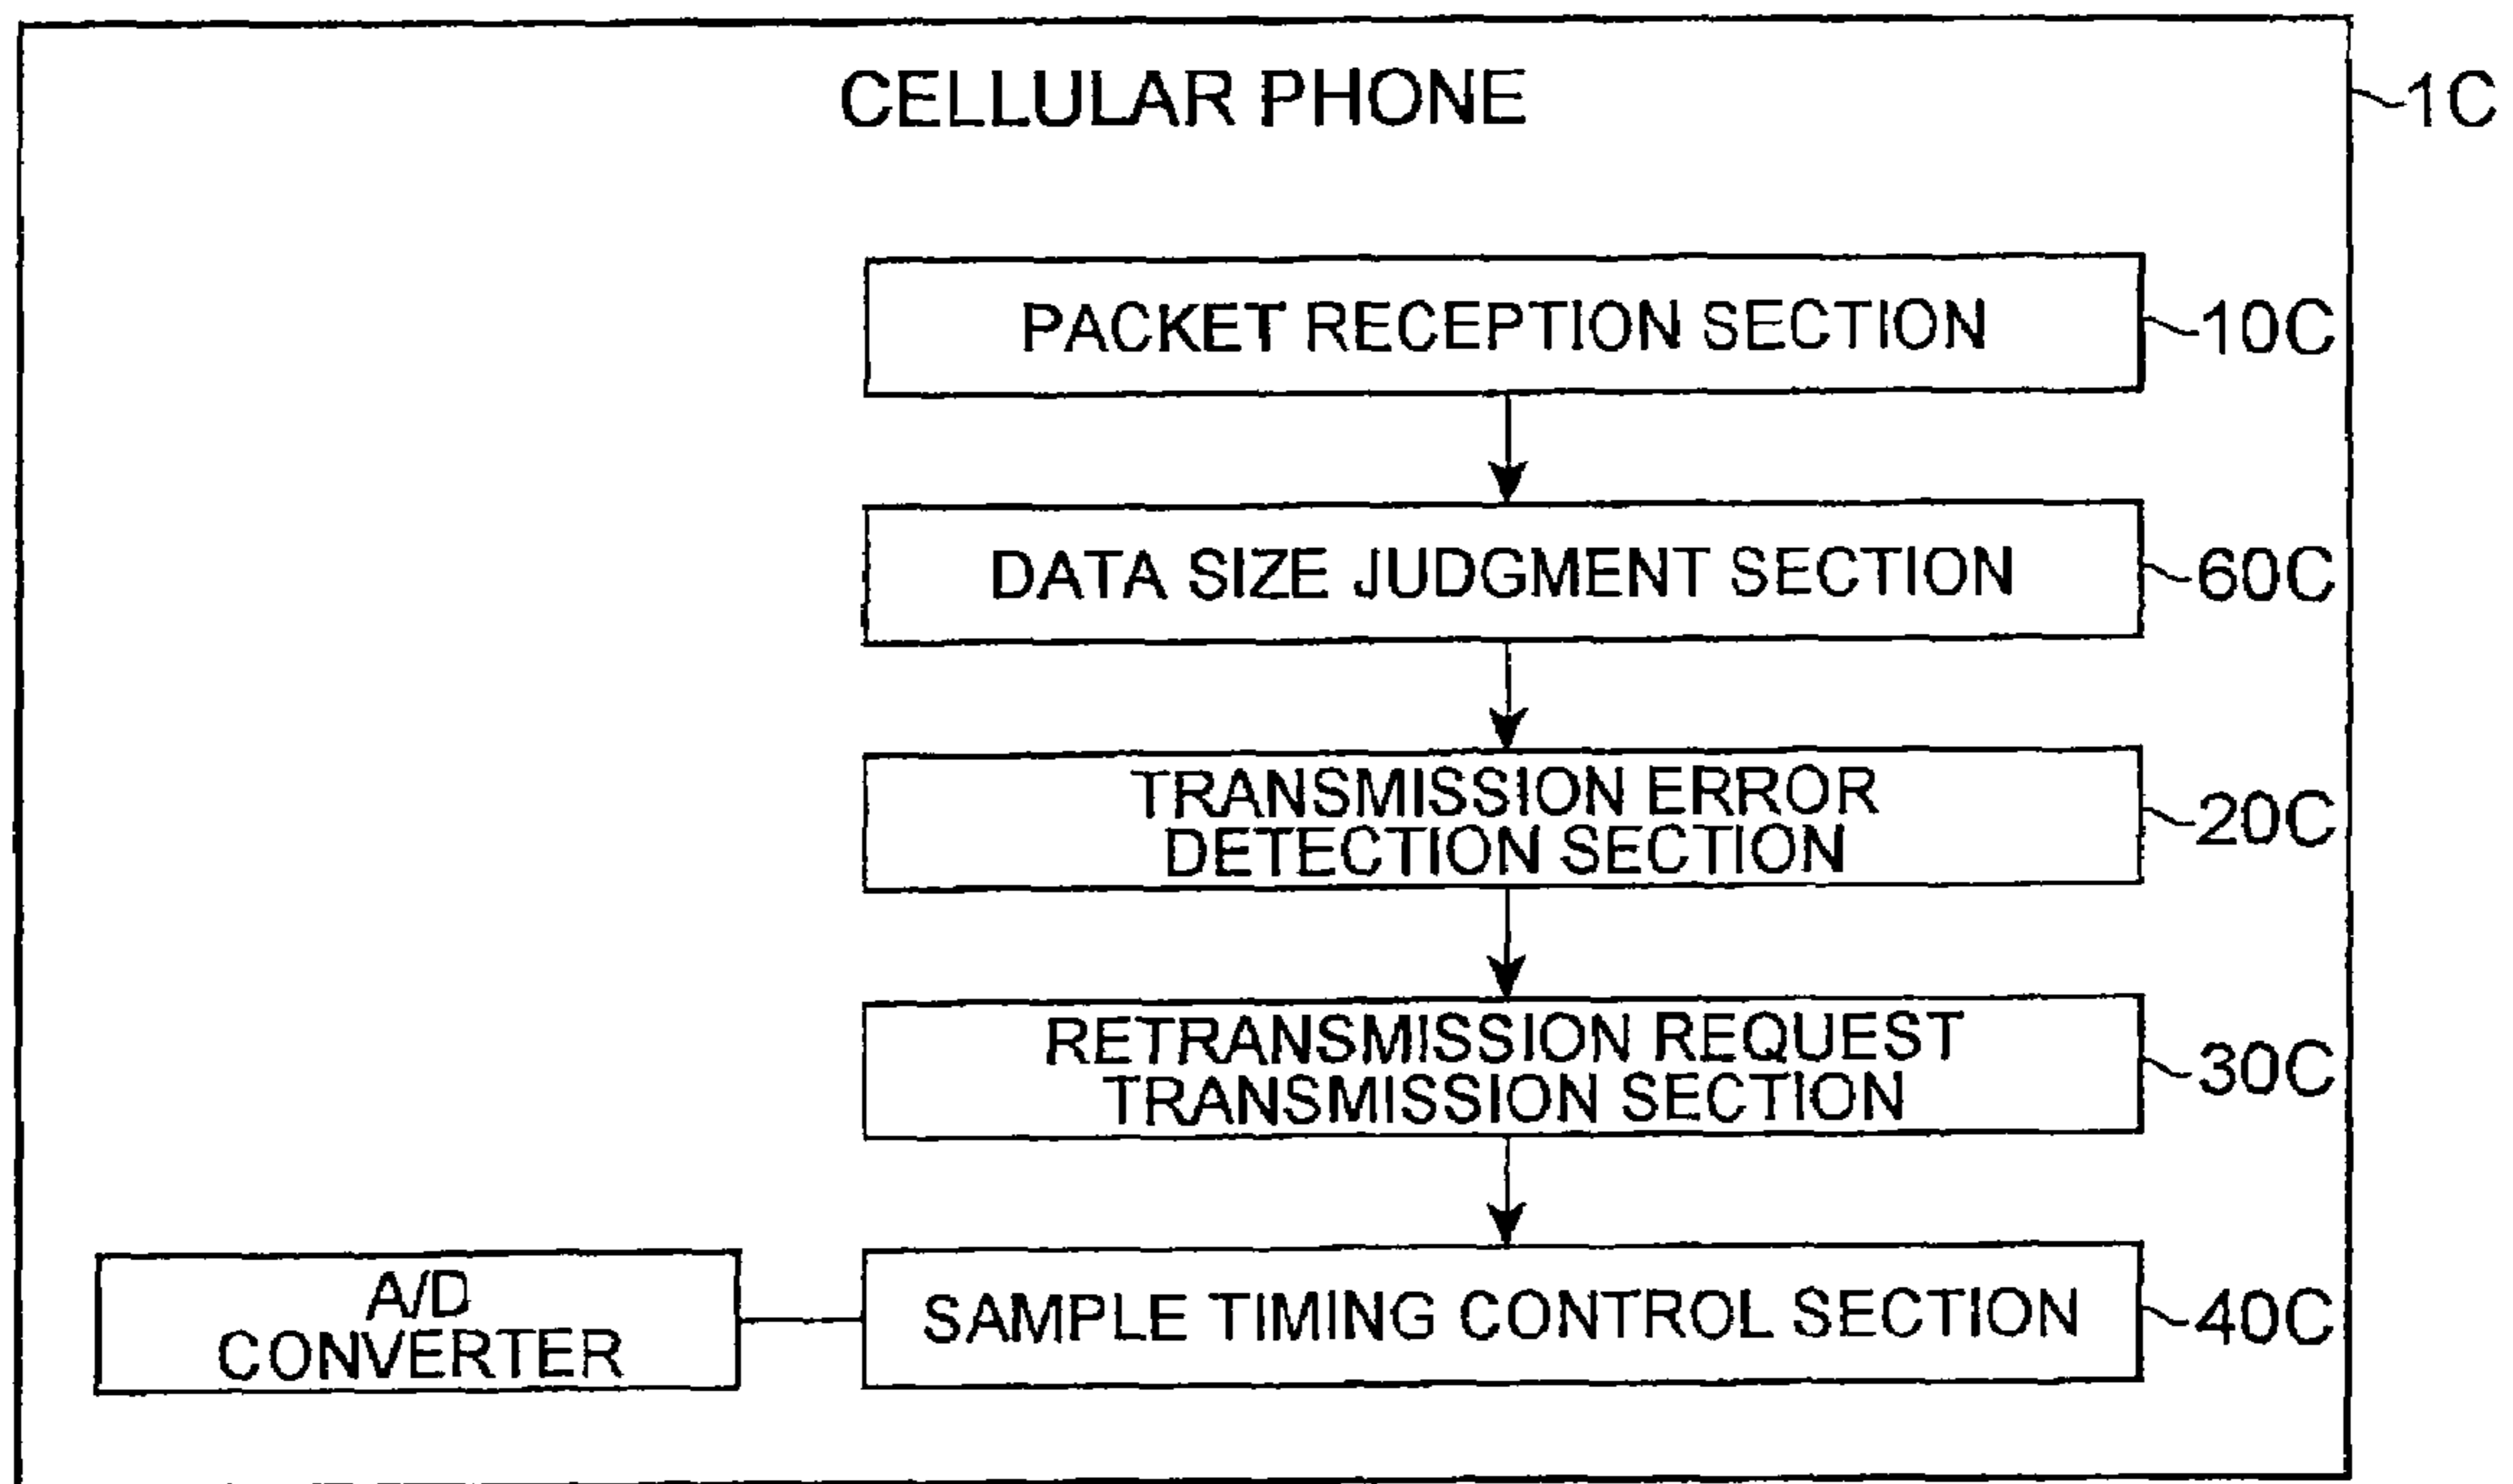 CELLULAR PHONE
1C
PACKET RECEPTION SECTION
10C
DATA SIZE JUDGMENT SECTION
60C
TRANSMISSION ERROR
DETECTION SECTION
20C
RETRANSMISSION REQUEST
TRANSMISSION SECTION
30C
A/D
CONVERTER
SAMPLE TIMING CONTROL SECTION
40C